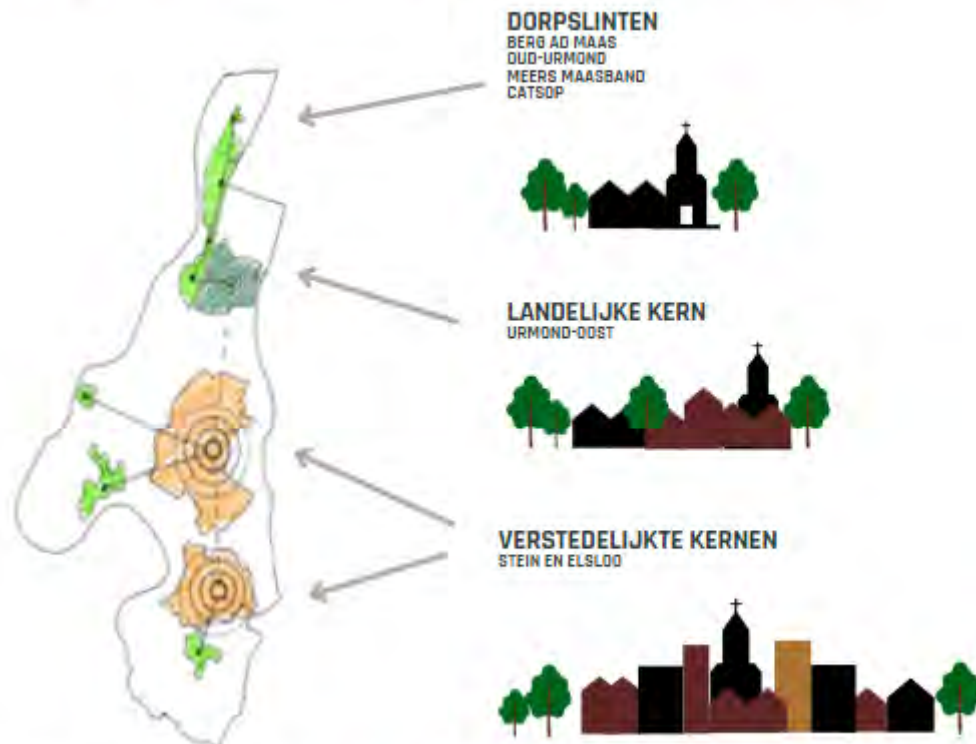 DORPSLINTEN
BERG AD MAAS
OUD-URMOND
MEERS MAASBAND
CATSOP
LANDELIJKE KERN
URMOND-OOST
VERSTEDELIJKTE KERNEN
STEIN EN ELSLOO